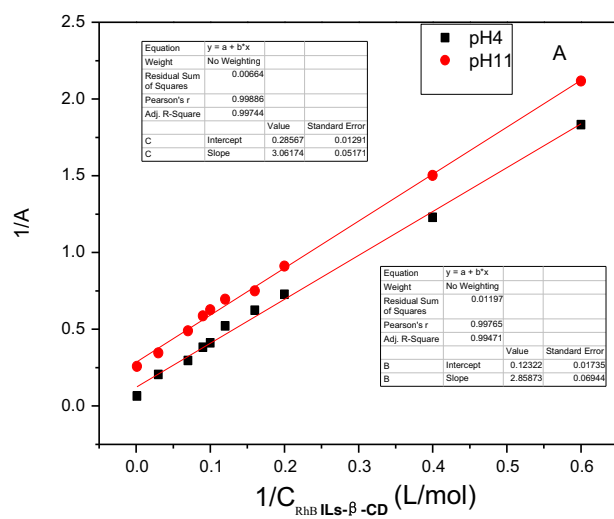 pH4
pH11
A
Equation y = a + b*x
Weight No Weighting
Residual Sum of Squares 0.00664
Pearson's r 0.99886
Adj. R-Square 0.99744
Value Standard Error
C Intercept 0.28567 0.01291
C Slope 3.06174 0.05171
Equation y = a + b*x
Weight No Weighting
Residual Sum of Squares 0.01197
Pearson's r 0.99765
Adj. R-Square 0.99471
Value Standard Error
B Intercept 0.12322 0.01735
B Slope 2.85873 0.06944
1/A
2.5
2.0
1.5
1.0
0.5
0.0
0.0 0.1 0.2 0.3 0.4 0.5 0.6
1/C RhB ILs-β-CD (L/mol)